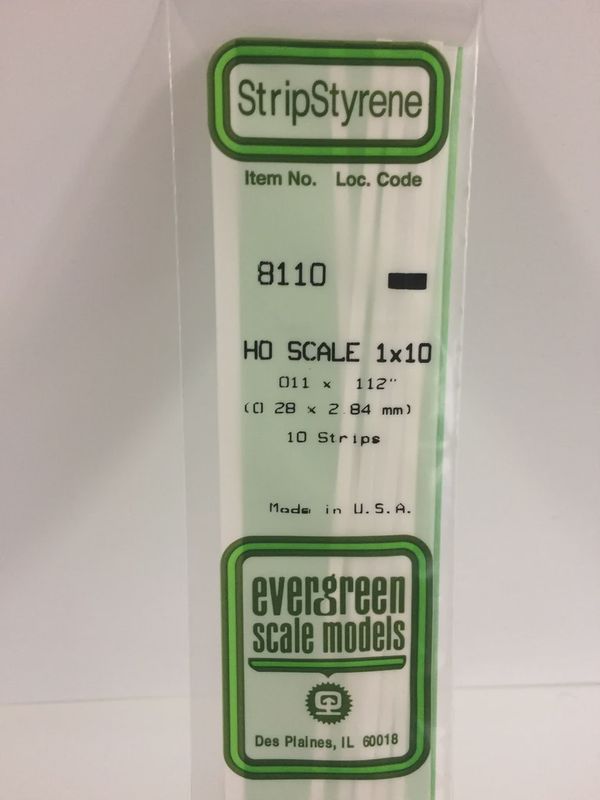 StripStyrene
Item No. Loc. Code
8110
HO SCALE 1x10
011 x 112"
(0 28 x 2.84 mm)
10 Strips
Made in U.S.A.
evergreen
scale models
Des Plaines, IL 60018